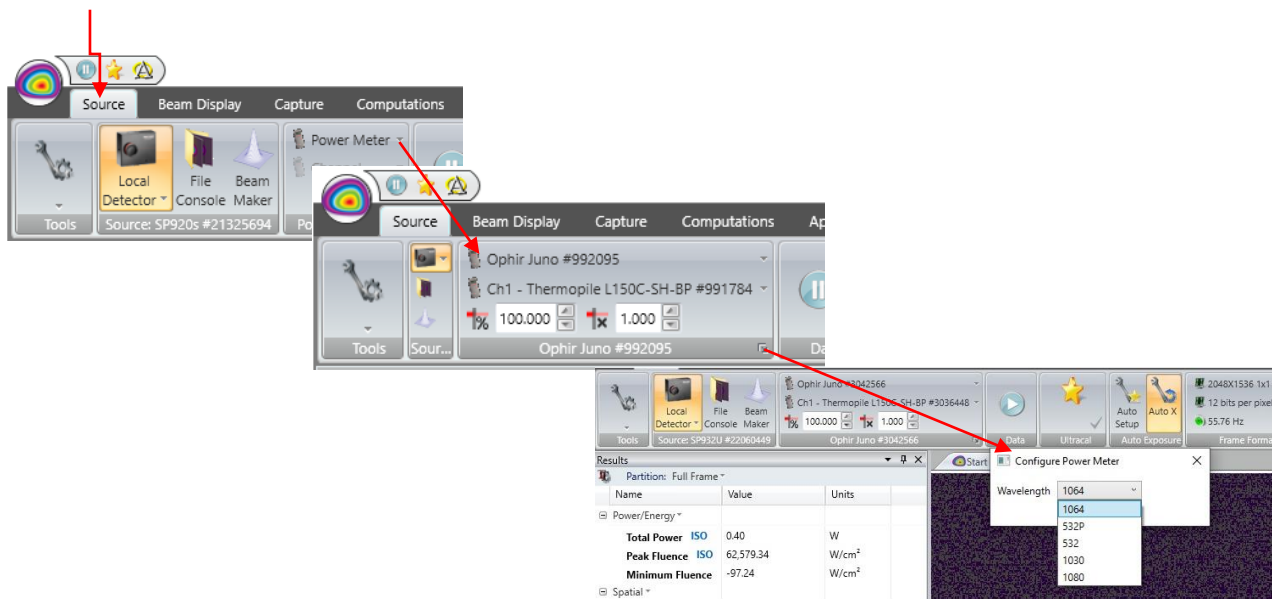 Source Beam Display Capture Computations
Power Meter
Local Detector
File Console
Beam Maker
Tools Source: SP920s #21325694
Source Beam Display Capture Computations
Ophir Juno #992095
Ch1 - Thermopile L150C-SH-BP #991784
100.000 1.000
Tools Sour... Ophir Juno #992095
Ophir Juno #3042566
Ch1 - Thermopile L150C-SH-BP #3036448
100.000 1.000
Local Detector
File Console
Beam Maker
Auto Setup
Auto X
2048X1536 1x1
12 bits per pixel
55.76 Hz
Tools Source: SP932U #22060449 Ophir Juno #3042566 Data Ultracal Auto Exposure Frame Forma
Results
Partition: Full Frame
Name Value Units
Power/Energy
Total Power ISO 0.40 W
Peak Fluence ISO 62,579.34 W/cm²
Minimum Fluence -97.24 W/cm²
Spatial
Start
Configure Power Meter
Wavelength 1064
1064
532P
532
1030
1080